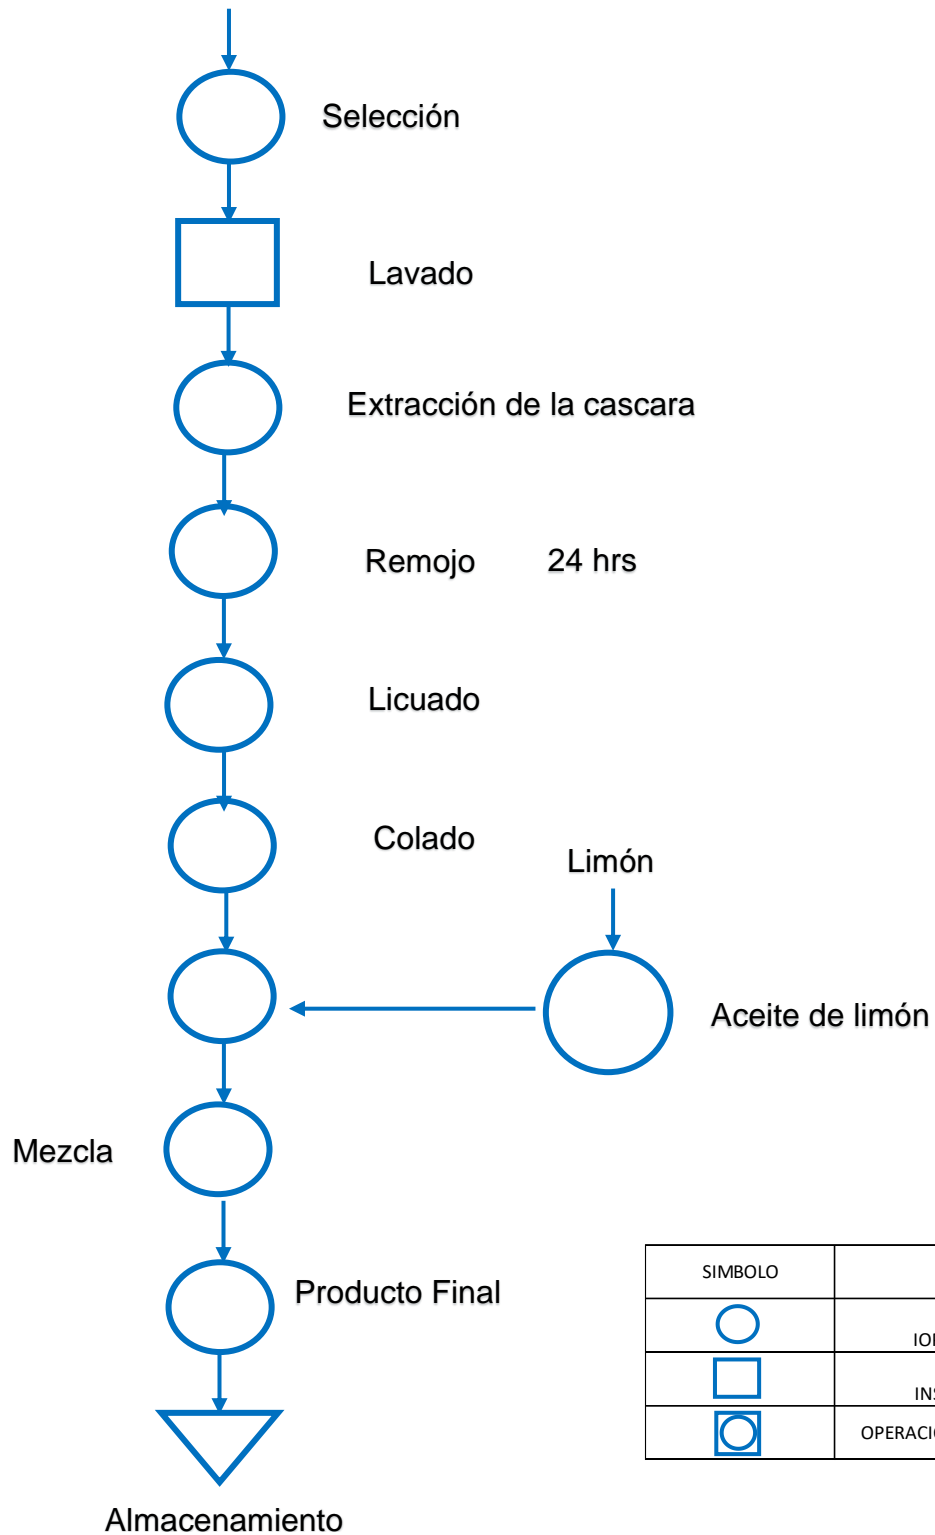 Selección
Lavado
Extracción de la cascara
Remojo 24 hrs
Licuado
Colado
Limón
Aceite de limón
Mezcla
Producto Final
Almacenamiento
SIMBOLO